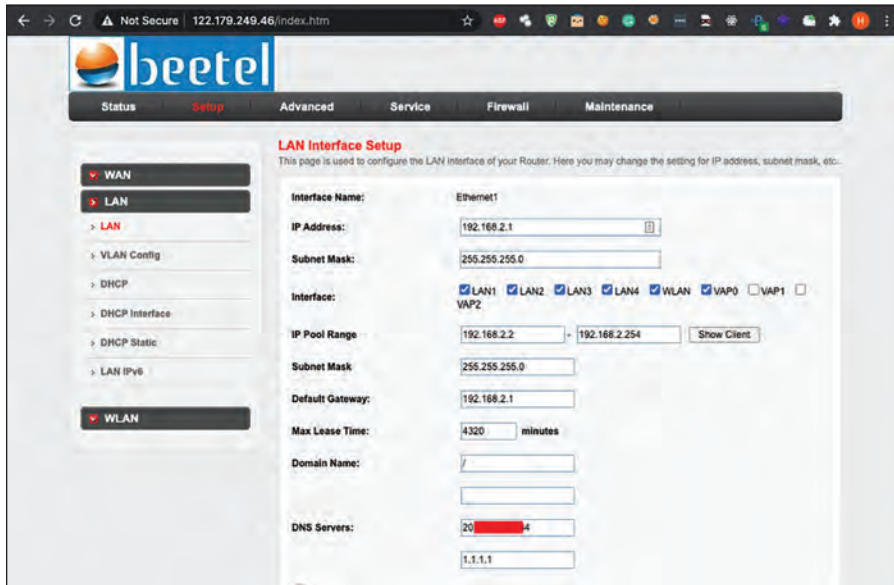 Not Secure 122.179.249.46/index.htm
beetel
Status Setup Advanced Service Firewall Maintenance
LAN Interface Setup
This page is used to configure the LAN interface of your Router. Here you may change the setting for IP address, subnet mask, etc..
WAN
LAN
> LAN
> VLAN Config
> DHCP
> DHCP Interface
> DHCP Static
> LAN IPv6
WLAN
Interface Name: Ethernet1
IP Address: 192.168.2.1
Subnet Mask: 255.255.255.0
Interface: LAN1 LAN2 LAN3 LAN4 WLAN VAP0 VAP1
VAP2
IP Pool Range 192.168.2.2 - 192.168.2.254 Show Client
Subnet Mask 255.255.255.0
Default Gateway: 192.168.2.1
Max Lease Time: 4320 minutes
Domain Name: /
DNS Servers: 20 4
1.1.1.1